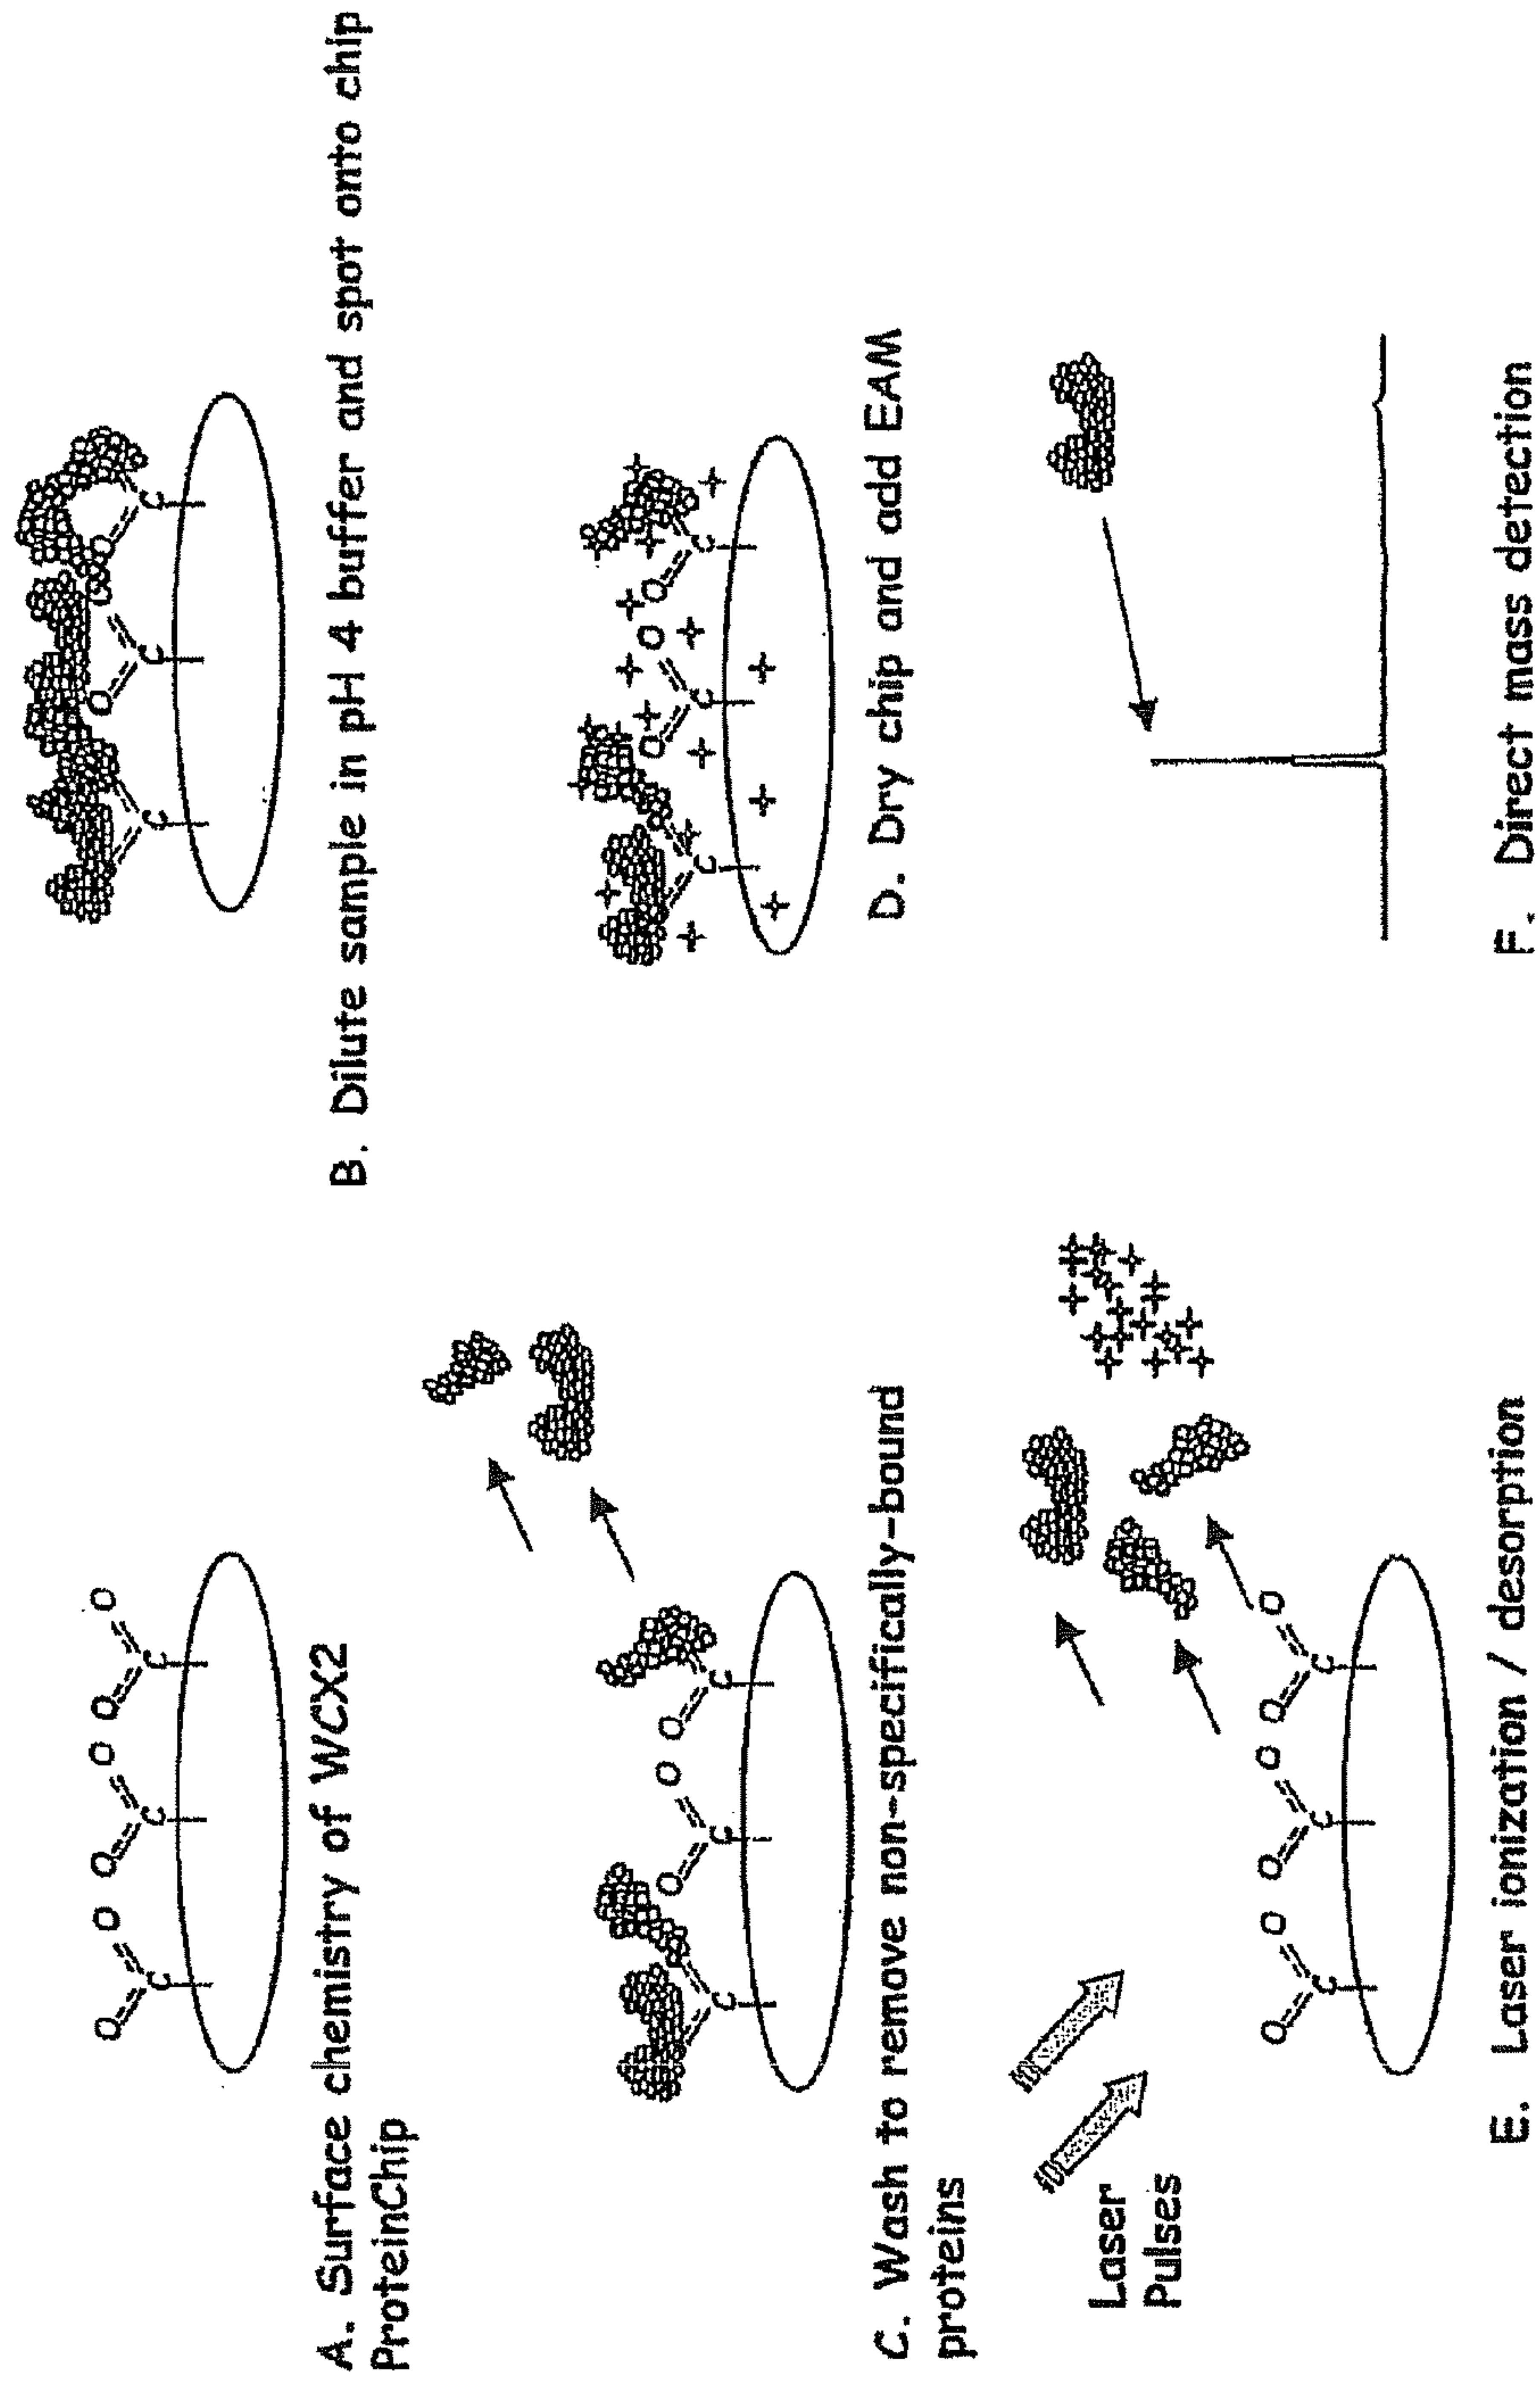 O O O O O O
C C C
A. Surface chemistry of WCX2
ProteinChip
O O
C C C
B. Dilute sample in pH 4 buffer and spot onto chip
O O O
C C C
C. Wash to remove non-specifically-bound
proteins
O O O
C C C
D. Dry chip and add EAM
Laser
Pulses
O O O O O O
C C C
E. Laser ionization / desorption
F. Direct mass detection